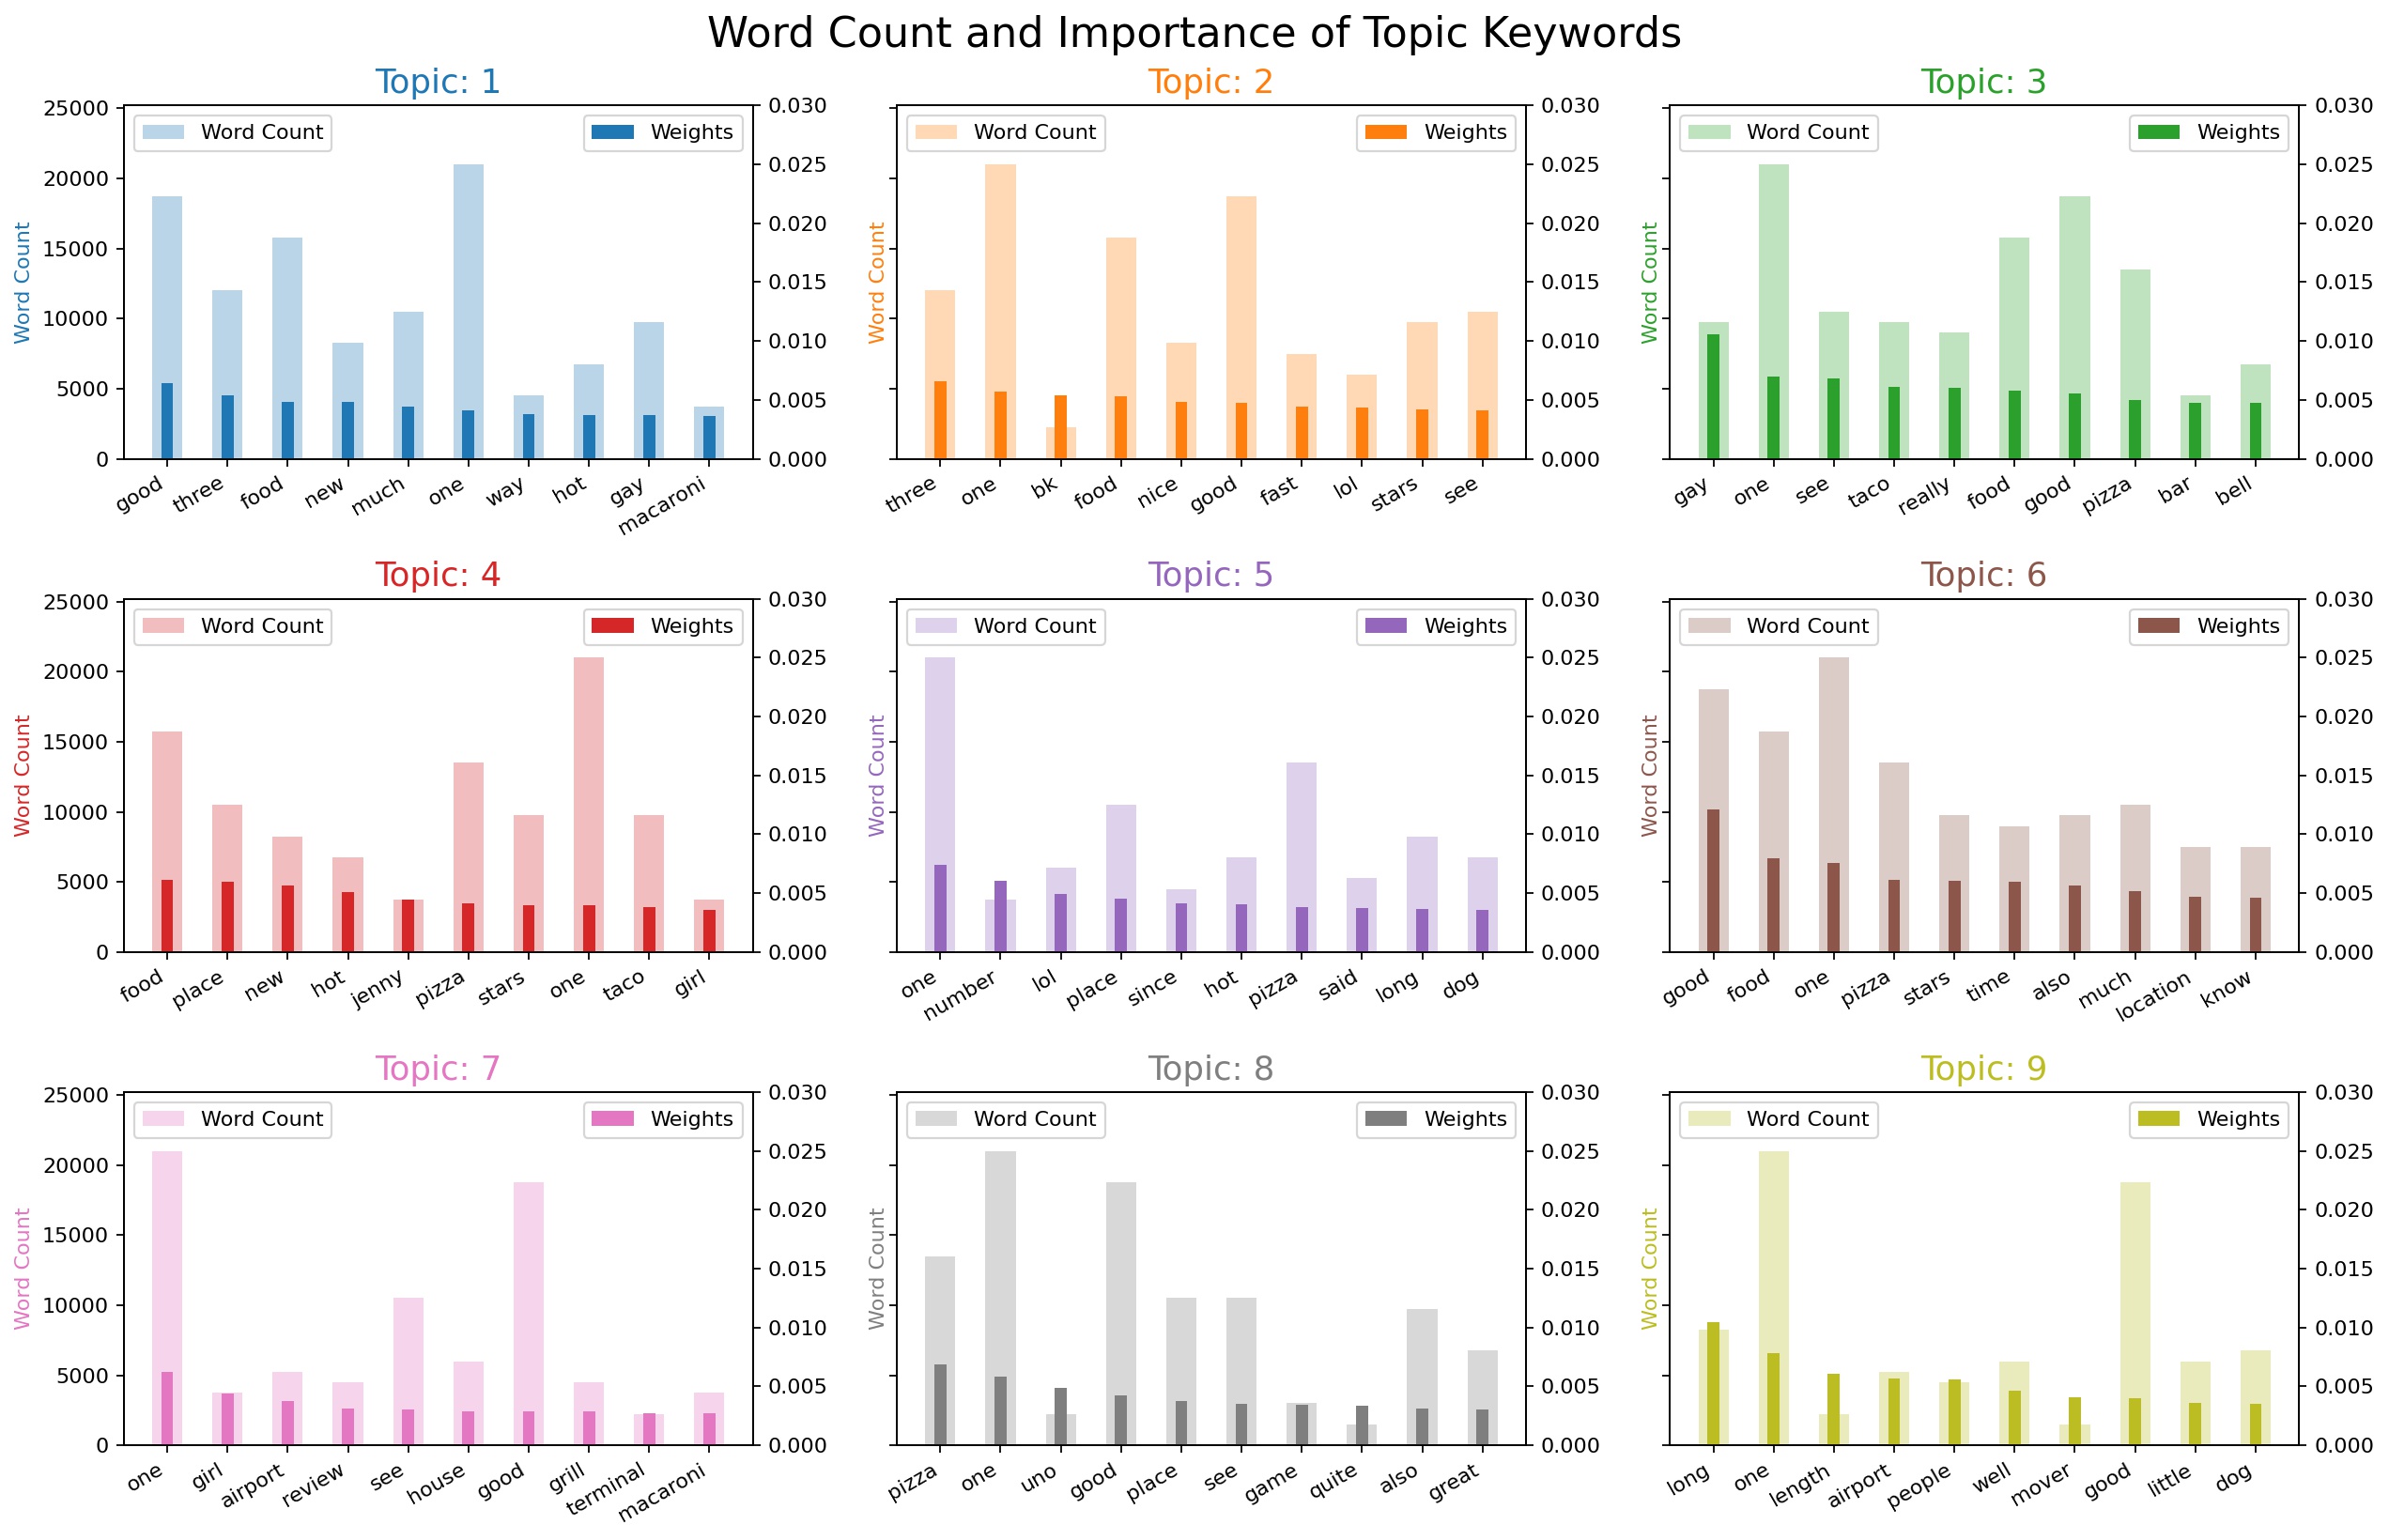 Word Count and Importance of Topic Keywords
Topic: 1
Topic: 2
Topic: 3
Word Count
Weights
Word Count
Weights
Word Count
Weights
Word Count
25000
20000
15000
10000
5000
0
0.030
0.025
0.020
0.015
0.010
0.005
0.000
good three food new much one way hot gay macaroni
Word Count
0.030
0.025
0.020
0.015
0.010
0.005
0.000
three one bk food nice good fast lol stars see
Word Count
0.030
0.025
0.020
0.015
0.010
0.005
0.000
gay one see taco really food good pizza bar bell
Topic: 4
Topic: 5
Topic: 6
Word Count
Weights
Word Count
Weights
Word Count
Weights
Word Count
25000
20000
15000
10000
5000
0
0.030
0.025
0.020
0.015
0.010
0.005
0.000
food place new hot jenny pizza stars one taco girl
Word Count
0.030
0.025
0.020
0.015
0.010
0.005
0.000
one number lol place since hot pizza said long dog
Word Count
0.030
0.025
0.020
0.015
0.010
0.005
0.000
good food one pizza stars time also much location know
Topic: 7
Topic: 8
Topic: 9
Word Count
Weights
Word Count
Weights
Word Count
Weights
Word Count
25000
20000
15000
10000
5000
0
0.030
0.025
0.020
0.015
0.010
0.005
0.000
one girl airport review see house good grill terminal macaroni
Word Count
0.030
0.025
0.020
0.015
0.010
0.005
0.000
pizza one uno good place see game quite also great
Word Count
0.030
0.025
0.020
0.015
0.010
0.005
0.000
long one length airport people well mover good little dog